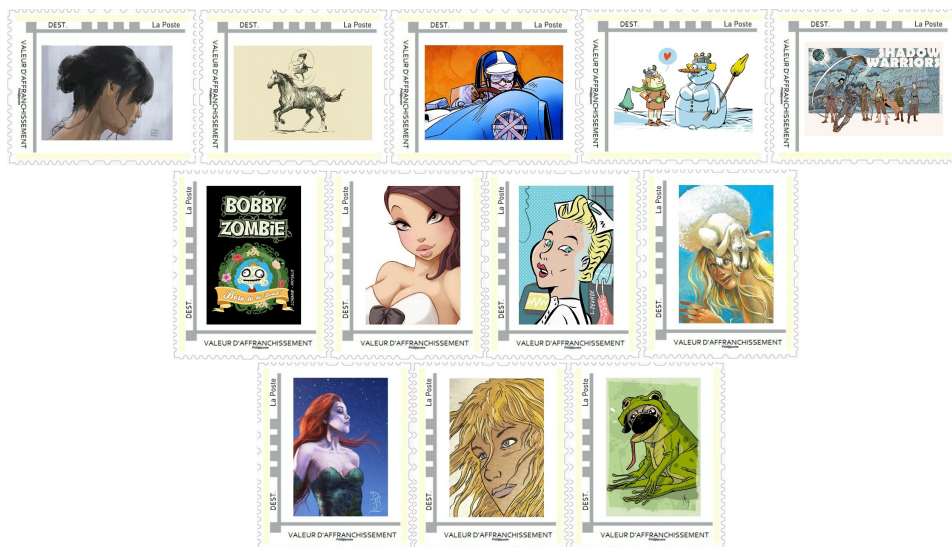 DEST. La Poste
VALEUR D'AFFRANCHISSEMENT
DEST. La Poste
VALEUR D'AFFRANCHISSEMENT
DEST. La Poste
VALEUR D'AFFRANCHISSEMENT
DEST. La Poste
VALEUR D'AFFRANCHISSEMENT
DEST. La Poste
VALEUR D'AFFRANCHISSEMENT
SHADOW
WARRIORS
La Poste
DEST.
BOBBY
ZOMBIE
VALEUR D'AFFRANCHISSEMENT
La Poste
DEST.
VALEUR D'AFFRANCHISSEMENT
La Poste
DEST.
VALEUR D'AFFRANCHISSEMENT
La Poste
DEST.
VALEUR D'AFFRANCHISSEMENT
La Poste
DEST.
VALEUR D'AFFRANCHISSEMENT
La Poste
DEST.
VALEUR D'AFFRANCHISSEMENT
La Poste
DEST.
VALEUR D'AFFRANCHISSEMENT